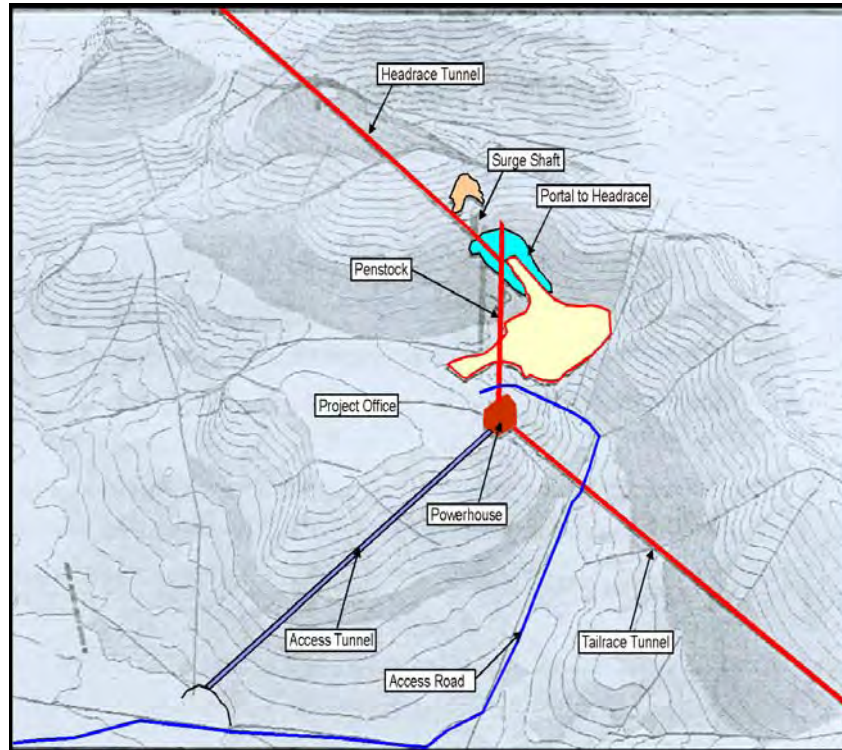 Headrace Tunnel
Surge Shaft
Portal to Headrace
Penstock
Project Office
Powerhouse
Access Tunnel
Tailrace Tunnel
Access Road